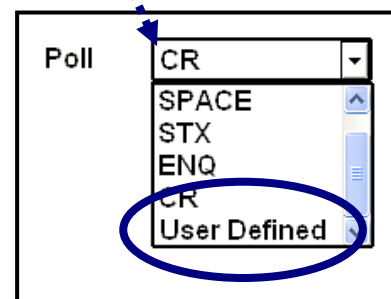 Poll CR
SPACE
STX
ENQ
CR
User Defined